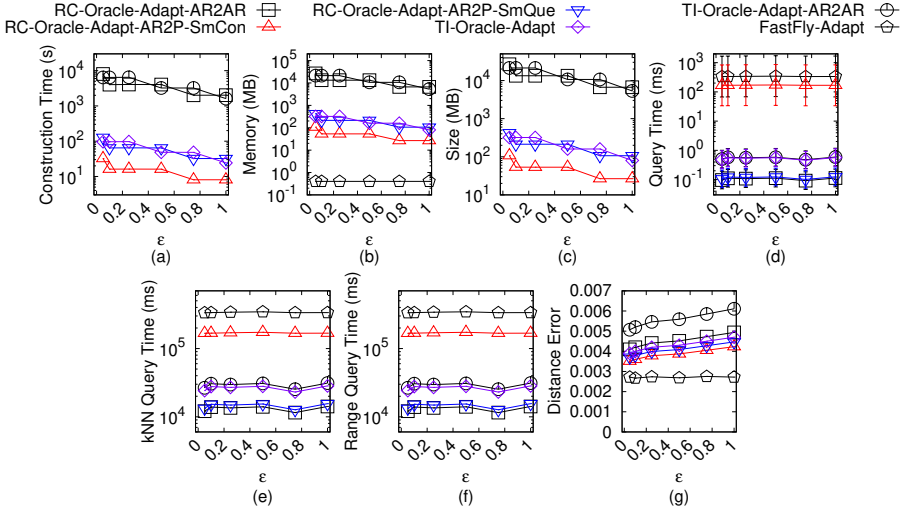 RC-Oracle-Adapt-AR2AR RC-Oracle-Adapt-AR2P-SmQue TI-Oracle-Adapt-AR2AR
RC-Oracle-Adapt-AR2P-SmCon TI-Oracle-Adapt FastFly-Adapt
Construction Time (s)
10^4
10^3
10^2
10^1
0 0.2 0.4 0.6 0.8 1
ε
(a)
Memory (MB)
10^5
10^4
10^3
10^2
10^1
10^0
10^-1
0 0.2 0.4 0.6 0.8 1
ε
(b)
Size (MB)
10^4
10^3
10^2
10^1
0 0.2 0.4 0.6 0.8 1
ε
(c)
Query Time (ms)
10^3
10^2
10^1
10^0
10^-1
0 0.2 0.4 0.6 0.8 1
ε
(d)
kNN Query Time (ms)
10^5
10^4
0 0.2 0.4 0.6 0.8 1
ε
(e)
Range Query Time (ms)
10^5
10^4
0 0.2 0.4 0.6 0.8 1
ε
(f)
Distance Error
0.007
0.006
0.005
0.004
0.003
0.002
0.001
0
0 0.2 0.4 0.6 0.8 1
ε
(g)